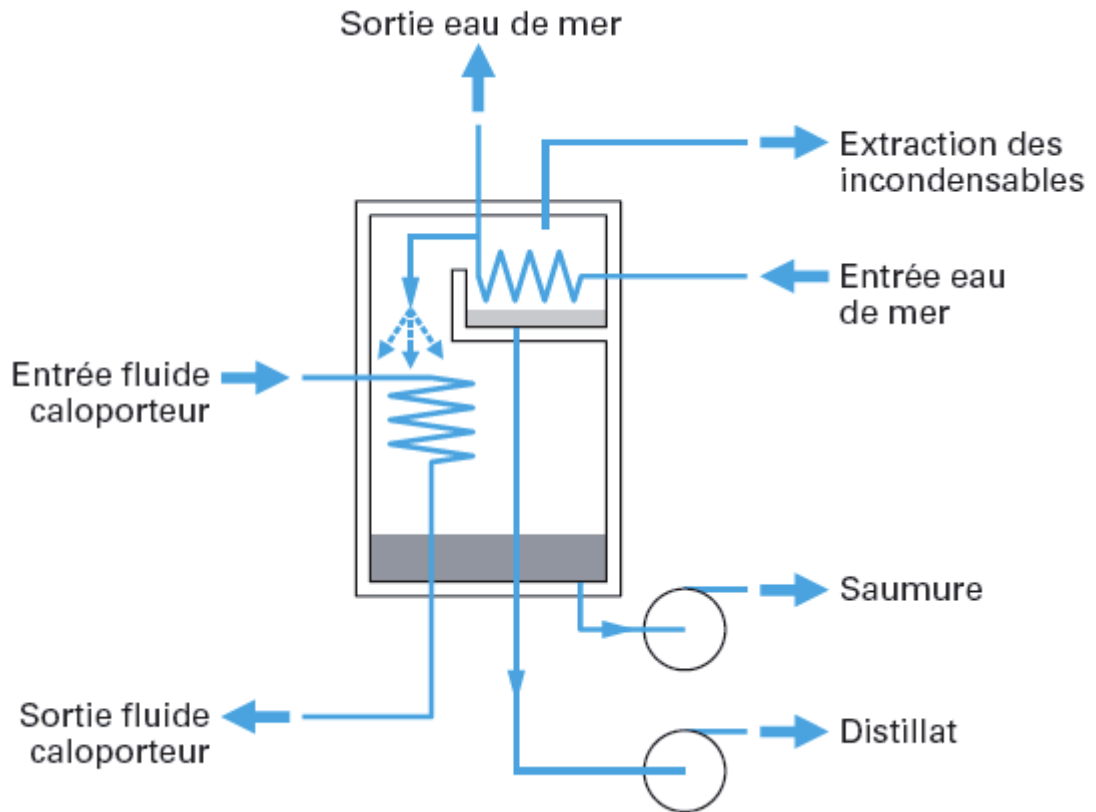 Sortie eau de mer
Extraction des
incondensables
Entrée eau
de mer
Entrée fluide
caloporteur
Saumure
Sortie fluide
caloporteur
Distillat